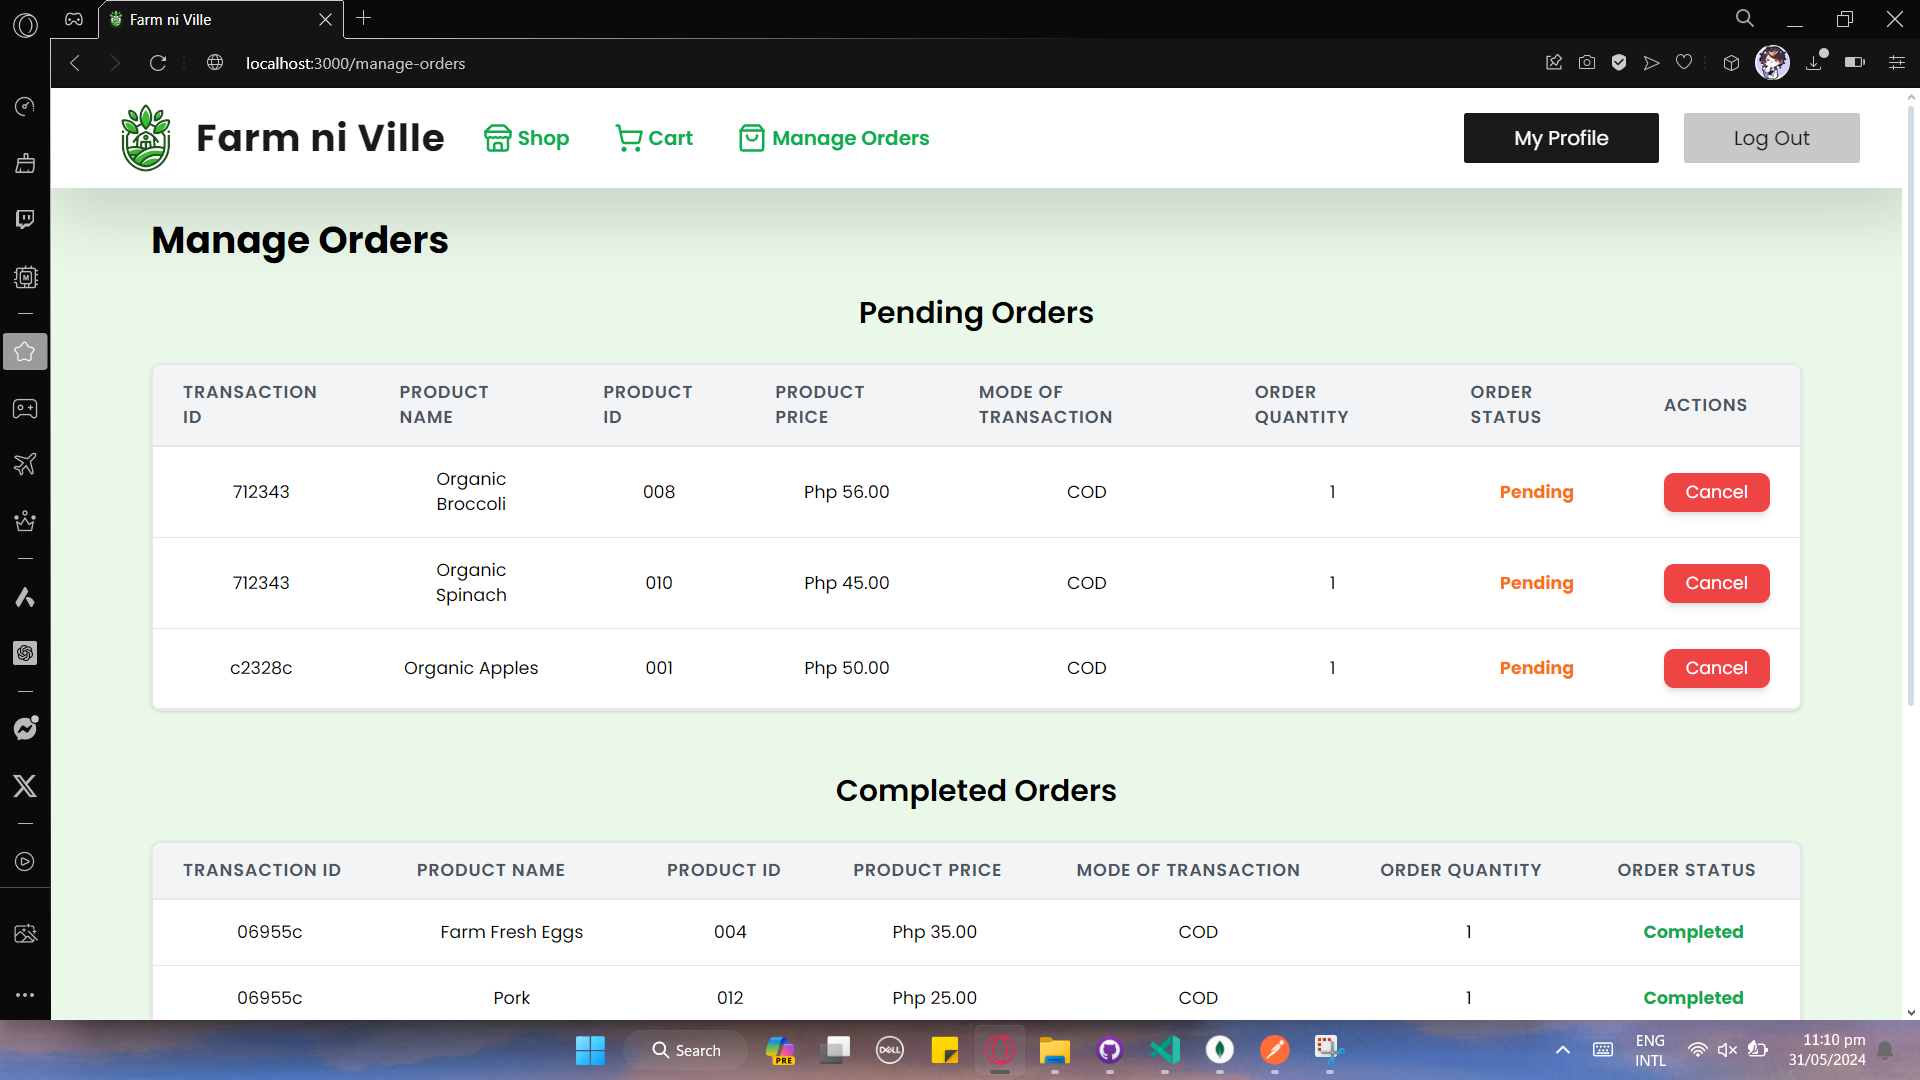 Farm ni Ville
localhost:3000/manage-orders
Farm ni Ville
Shop
Cart
Manage Orders
My Profile
Log Out
Manage Orders
Pending Orders
TRANSACTION ID
PRODUCT NAME
PRODUCT ID
PRODUCT PRICE
MODE OF TRANSACTION
ORDER QUANTITY
ORDER STATUS
ACTIONS
712343 Organic Broccoli 008 Php 56.00 COD 1 Pending Cancel
712343 Organic Spinach 010 Php 45.00 COD 1 Pending Cancel
c2328c Organic Apples 001 Php 50.00 COD 1 Pending Cancel
Completed Orders
TRANSACTION ID PRODUCT NAME PRODUCT ID PRODUCT PRICE MODE OF TRANSACTION ORDER QUANTITY ORDER STATUS
06955c Farm Fresh Eggs 004 Php 35.00 COD 1 Completed
06955c Pork 012 Php 25.00 COD 1 Completed
Search
PRE
DELL
ENG
INTL
11:10 pm
31/05/2024